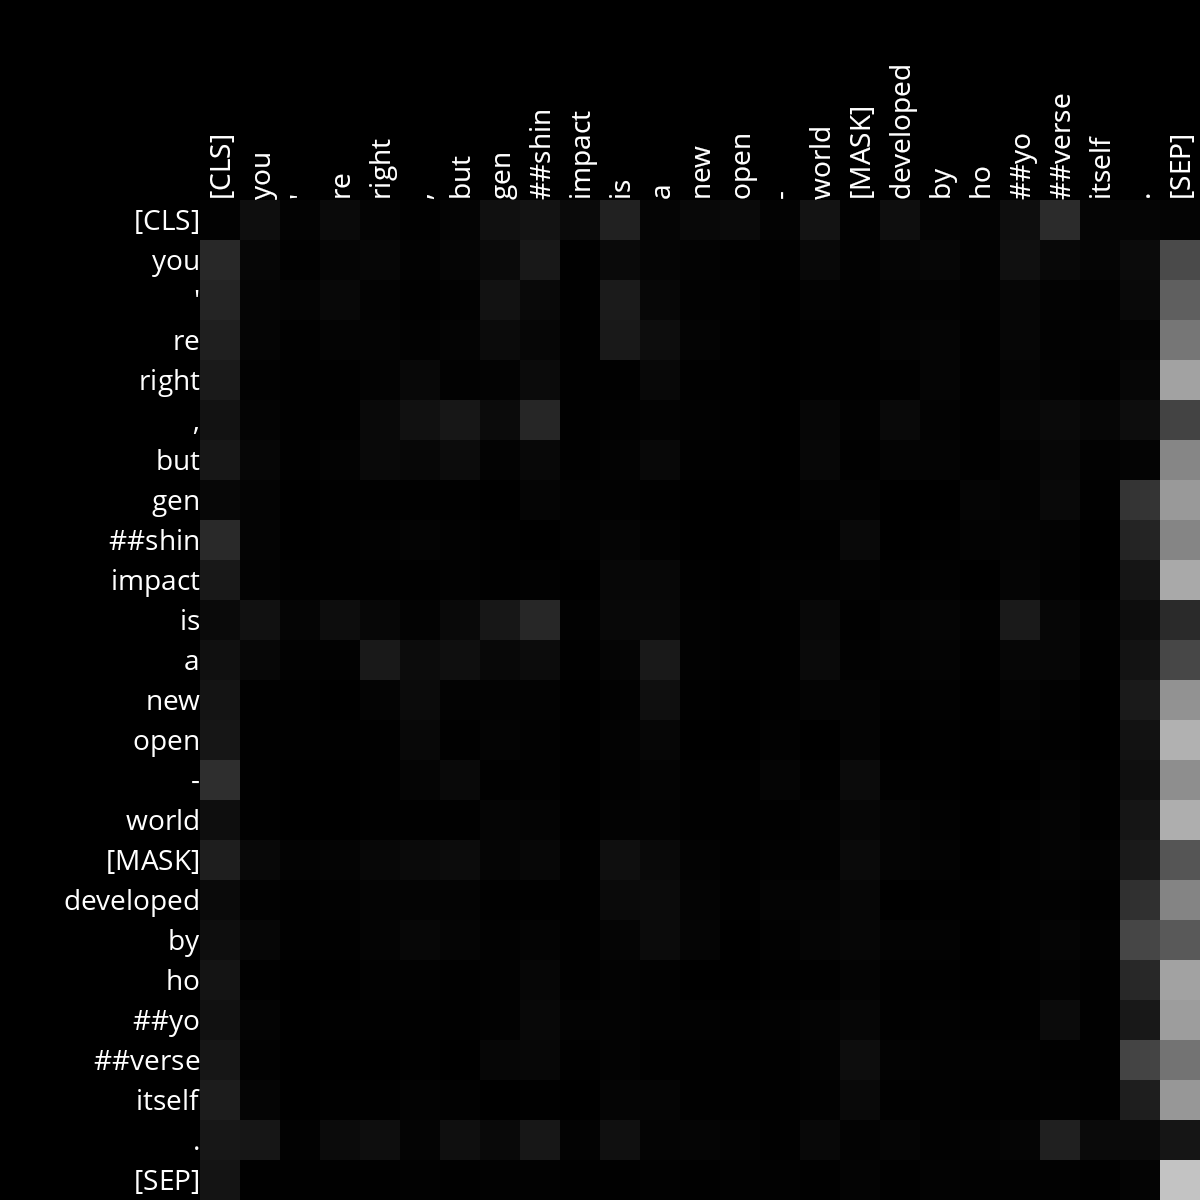 [CLS] you ' re right , but gen ##shin impact is a new open - world [MASK] developed by ho ##yo ##verse itself . [SEP]
[CLS]
you
'
re
right
,
but
gen
##shin
impact
is
a
new
open
-
world
[MASK]
developed
by
ho
##yo
##verse
itself
.
[SEP]